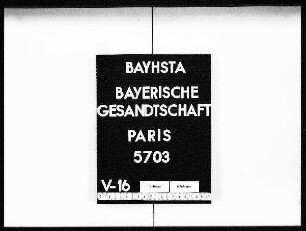 BAYHSTA
BAYERISCHE
GESANDTSCHAFT
PARIS
5703
V-16